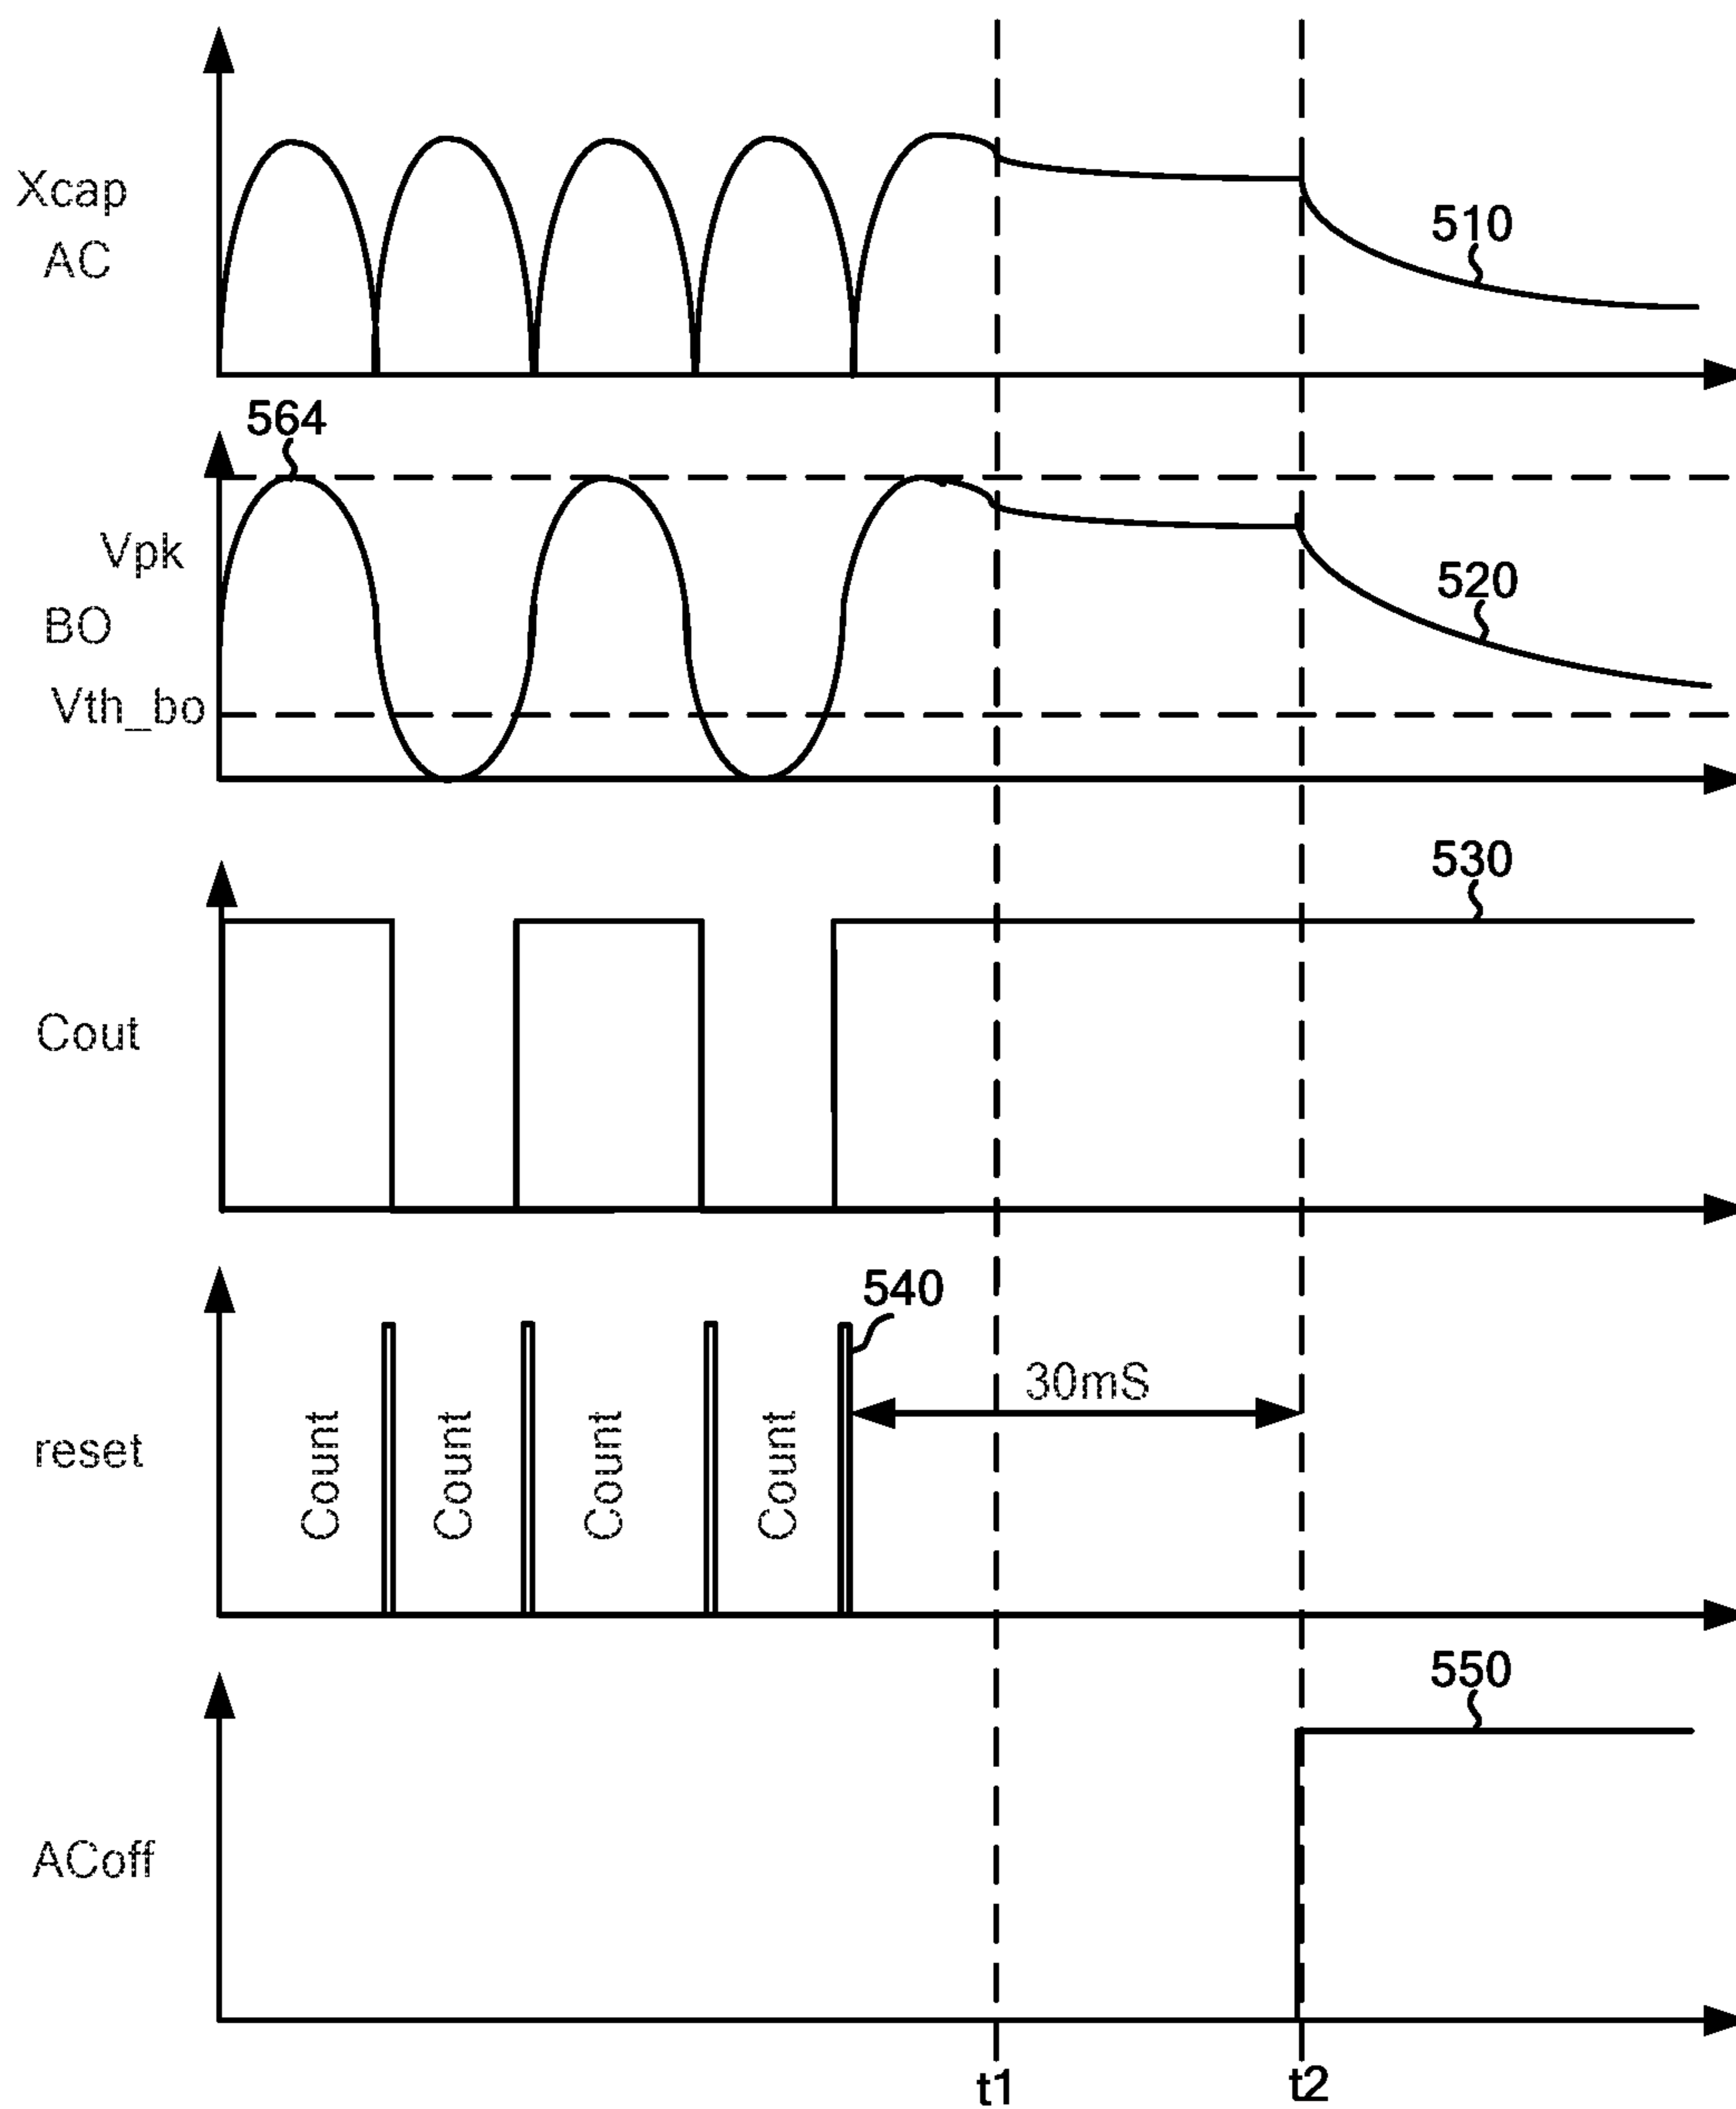 Xcap
AC
510
564
Vpk
BO
Vth_bo
520
530
Cout
540
30mS
reset
Count
Count
Count
Count
550
ACoff
t1
t2